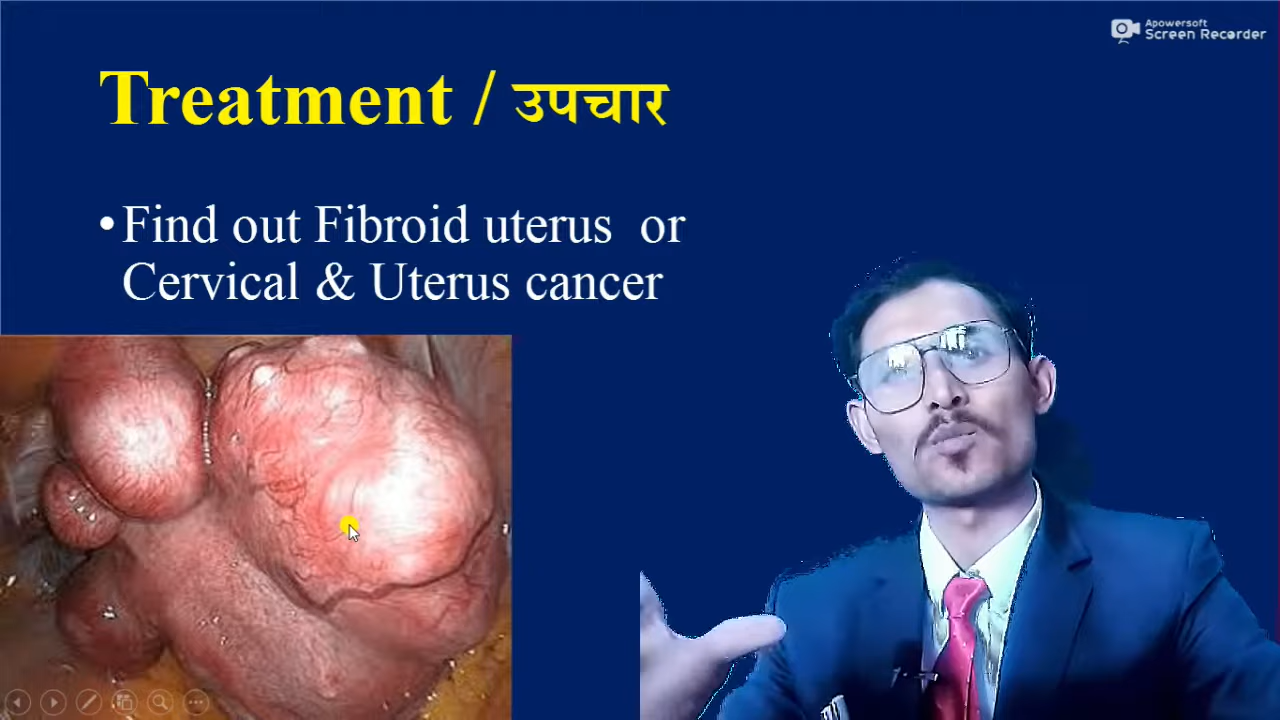 Apowersoft
Screen Recorder
Treatment / उपचार
•Find out Fibroid uterus or
Cervical & Uterus cancer